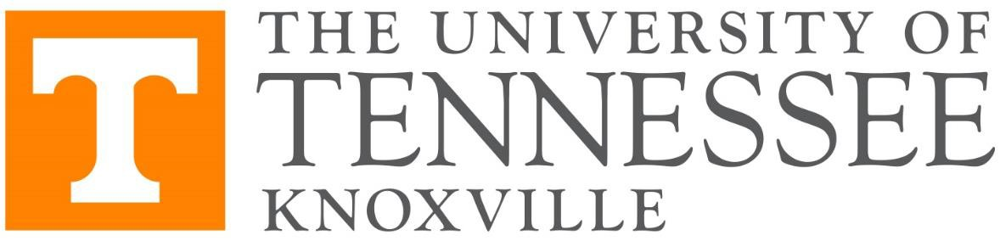 T
THE UNIVERSITY OF
TENNESSEE
KNOXVILLE